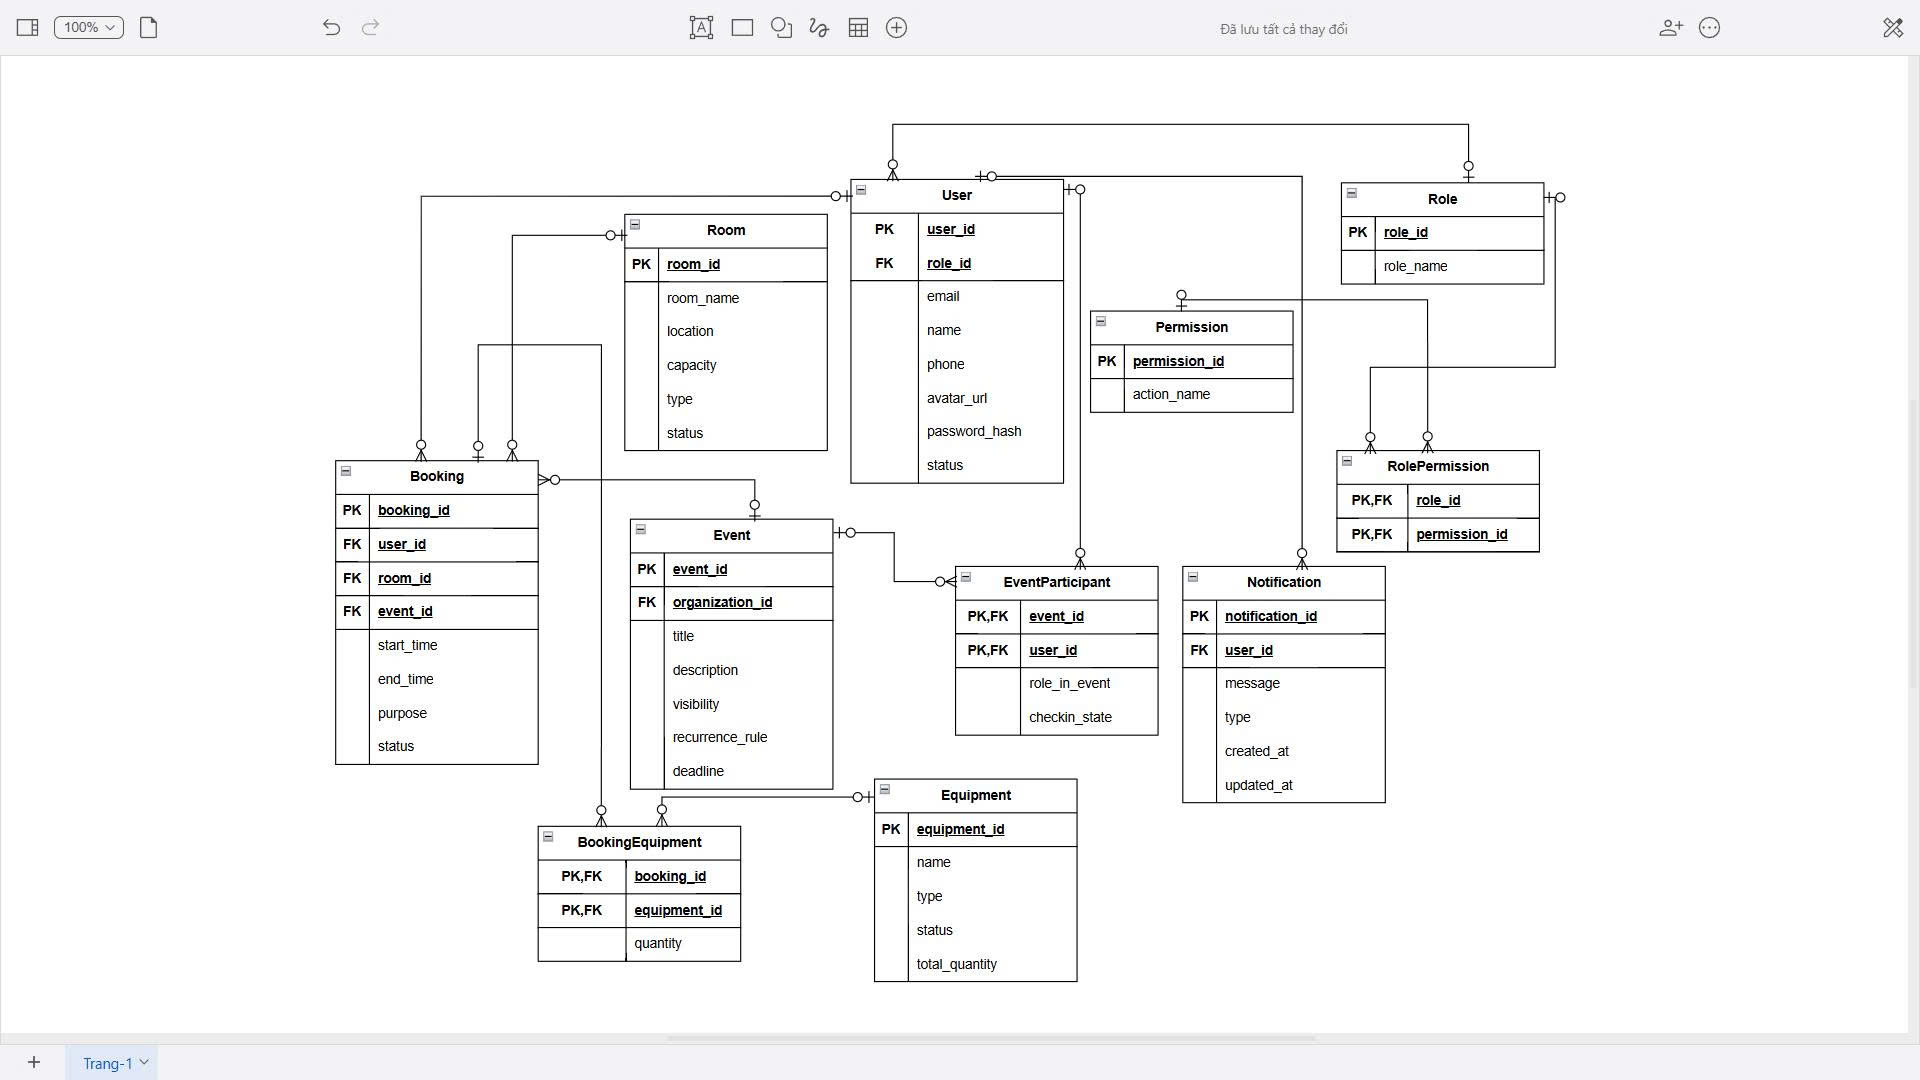 100%
A
Đã lưu tất cả thay đổi
User
PK user_id
FK role_id
email
name
phone
avatar_url
password_hash
status
Role
PK role_id
role_name
Room
PK room_id
room_name
location
capacity
type
status
Permission
PK permission_id
action_name
Booking
PK booking_id
FK user_id
FK room_id
FK event_id
start_time
end_time
purpose
status
RolePermission
PK,FK role_id
PK,FK permission_id
Event
PK event_id
FK organization_id
title
description
visibility
recurrence_rule
deadline
EventParticipant
PK,FK event_id
PK,FK user_id
role_in_event
checkin_state
Notification
PK notification_id
FK user_id
message
type
created_at
updated_at
Equipment
PK equipment_id
name
type
status
total_quantity
BookingEquipment
PK,FK booking_id
PK,FK equipment_id
quantity
Trang-1